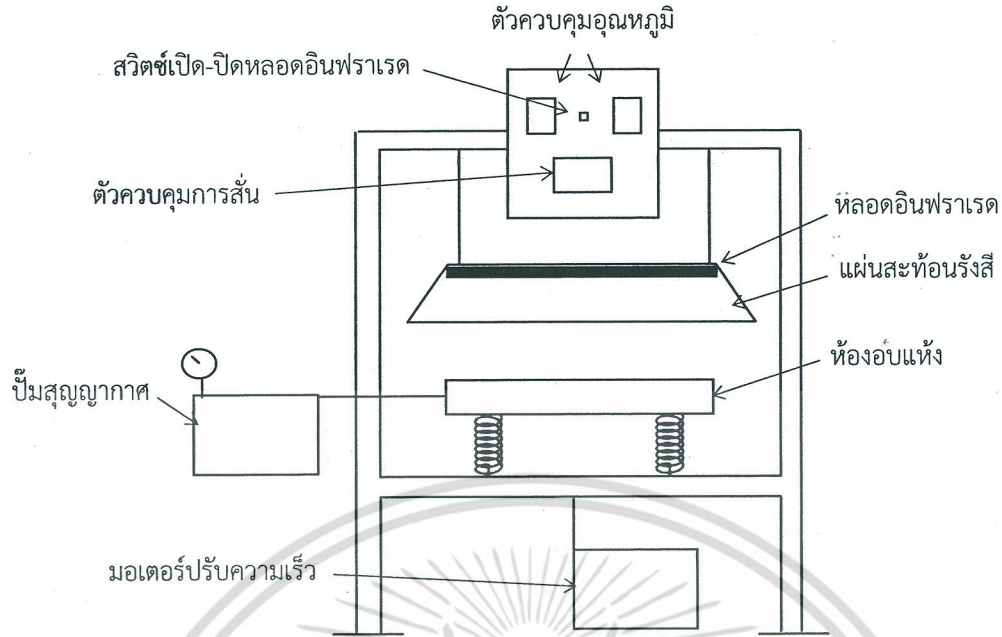 ตัวควบคุมอุณหภูมิ
สวิตซ์เปิด-ปิดหลอดอินฟราเรด
ตัวควบคุมการสั่น
หลอดอินฟราเรด
แผ่นสะท้อนรังสี
ห้องอบแห้ง
ปั๊มสุญญากาศ
มอเตอร์ปรับความเร็ว